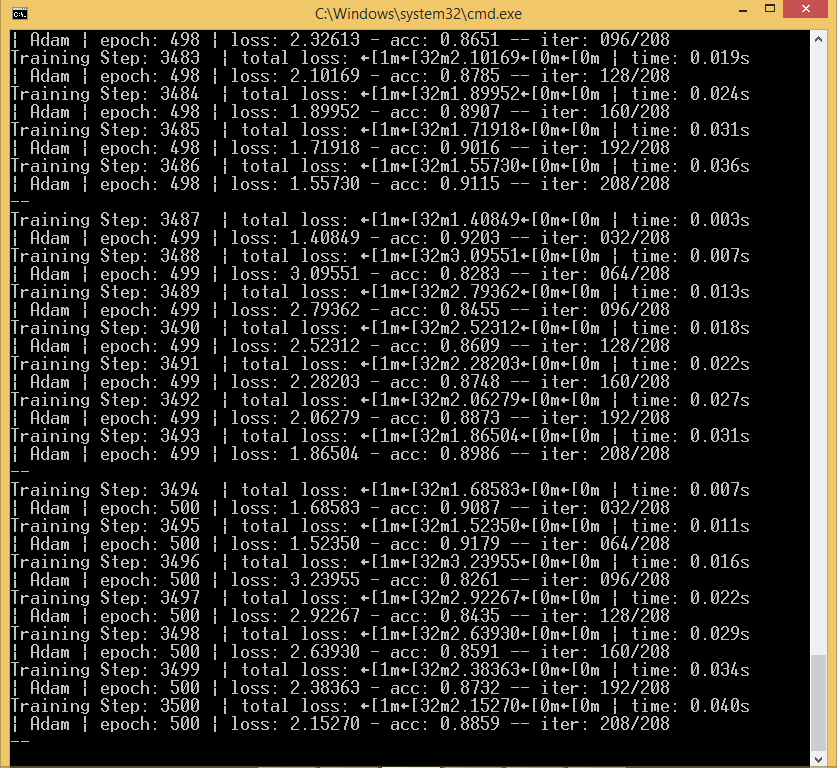 C:\Windows\system32\cmd.exe
| Adam | epoch: 498 | loss: 2.32613 - acc: 0.8651 -- iter: 096/208
Training Step: 3483  | total loss: ←[1m←[32m2.10169←[0m←[0m | time: 0.019s
| Adam | epoch: 498 | loss: 2.10169 - acc: 0.8785 -- iter: 128/208
Training Step: 3484  | total loss: ←[1m←[32m1.89952←[0m←[0m | time: 0.024s
| Adam | epoch: 498 | loss: 1.89952 - acc: 0.8907 -- iter: 160/208
Training Step: 3485  | total loss: ←[1m←[32m1.71918←[0m←[0m | time: 0.031s
| Adam | epoch: 498 | loss: 1.71918 - acc: 0.9016 -- iter: 192/208
Training Step: 3486  | total loss: ←[1m←[32m1.55730←[0m←[0m | time: 0.036s
| Adam | epoch: 498 | loss: 1.55730 - acc: 0.9115 -- iter: 208/208
--
Training Step: 3487  | total loss: ←[1m←[32m1.40849←[0m←[0m | time: 0.003s
| Adam | epoch: 499 | loss: 1.40849 - acc: 0.9203 -- iter: 032/208
Training Step: 3488  | total loss: ←[1m←[32m3.09551←[0m←[0m | time: 0.007s
| Adam | epoch: 499 | loss: 3.09551 - acc: 0.8283 -- iter: 064/208
Training Step: 3489  | total loss: ←[1m←[32m2.79362←[0m←[0m | time: 0.013s
| Adam | epoch: 499 | loss: 2.79362 - acc: 0.8455 -- iter: 096/208
Training Step: 3490  | total loss: ←[1m←[32m2.52312←[0m←[0m | time: 0.018s
| Adam | epoch: 499 | loss: 2.52312 - acc: 0.8609 -- iter: 128/208
Training Step: 3491  | total loss: ←[1m←[32m2.28203←[0m←[0m | time: 0.022s
| Adam | epoch: 499 | loss: 2.28203 - acc: 0.8748 -- iter: 160/208
Training Step: 3492  | total loss: ←[1m←[32m2.06279←[0m←[0m | time: 0.027s
| Adam | epoch: 499 | loss: 2.06279 - acc: 0.8873 -- iter: 192/208
Training Step: 3493  | total loss: ←[1m←[32m1.86504←[0m←[0m | time: 0.031s
| Adam | epoch: 499 | loss: 1.86504 - acc: 0.8986 -- iter: 208/208
--
Training Step: 3494  | total loss: ←[1m←[32m1.68583←[0m←[0m | time: 0.007s
| Adam | epoch: 500 | loss: 1.68583 - acc: 0.9087 -- iter: 032/208
Training Step: 3495  | total loss: ←[1m←[32m1.52350←[0m←[0m | time: 0.011s
| Adam | epoch: 500 | loss: 1.52350 - acc: 0.9179 -- iter: 064/208
Training Step: 3496  | total loss: ←[1m←[32m3.23955←[0m←[0m | time: 0.016s
| Adam | epoch: 500 | loss: 3.23955 - acc: 0.8261 -- iter: 096/208
Training Step: 3497  | total loss: ←[1m←[32m2.92267←[0m←[0m | time: 0.022s
| Adam | epoch: 500 | loss: 2.92267 - acc: 0.8435 -- iter: 128/208
Training Step: 3498  | total loss: ←[1m←[32m2.63930←[0m←[0m | time: 0.029s
| Adam | epoch: 500 | loss: 2.63930 - acc: 0.8591 -- iter: 160/208
Training Step: 3499  | total loss: ←[1m←[32m2.38363←[0m←[0m | time: 0.034s
| Adam | epoch: 500 | loss: 2.38363 - acc: 0.8732 -- iter: 192/208
Training Step: 3500  | total loss: ←[1m←[32m2.15270←[0m←[0m | time: 0.040s
| Adam | epoch: 500 | loss: 2.15270 - acc: 0.8859 -- iter: 208/208
--